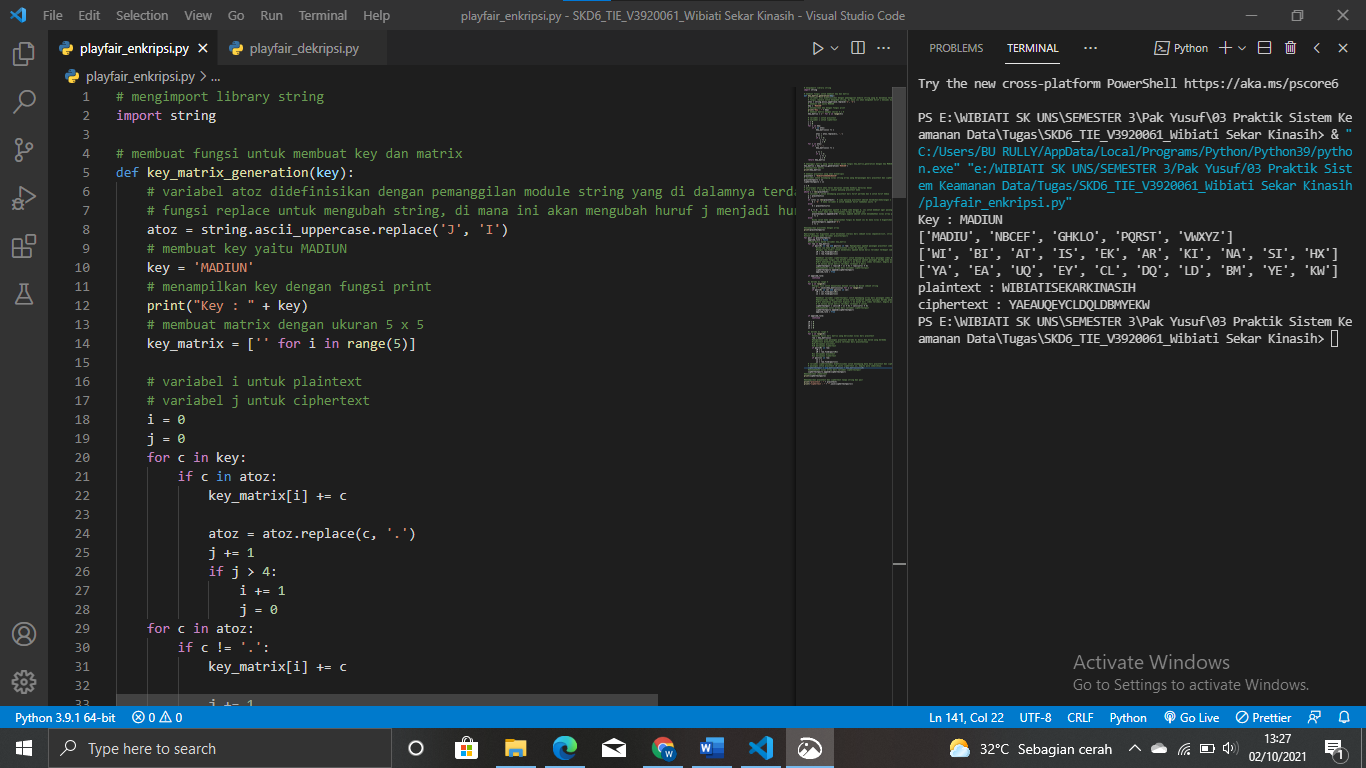 File Edit Selection View Go Run Terminal Help playfair_enkripsi.py - SKD6_TIE_V3920061_Wibiati Sekar Kinasih - Visual Studio Code
playfair_enkripsi.py playfair_dekripsi.py
playfair_enkripsi.py > ...
1 # mengimport library string
2 import string
3
4 # membuat fungsi untuk membuat key dan matrix
5 def key_matrix_generation(key):
6 # variabel atoz didefinisikan dengan pemanggilan module string yang di dalamnya terda
7 # fungsi replace untuk mengubah string, di mana ini akan mengubah huruf j menjadi hu
8 atoz = string.ascii_uppercase.replace('J', 'I')
9 # membuat key yaitu MADIUN
10 key = 'MADIUN'
11 # menampilkan key dengan fungsi print
12 print("Key : " + key)
13 # membuat matrix dengan ukuran 5 x 5
14 key_matrix = ['' for i in range(5)]
15
16 # variabel i untuk plaintext
17 # variabel j untuk ciphertext
18 i = 0
19 j = 0
20 for c in key:
21 if c in atoz:
22 key_matrix[i] += c
23
24 atoz = atoz.replace(c, '.')
25 j += 1
26 if j > 4:
27 i += 1
28 j = 0
29 for c in atoz:
30 if c != '.':
31 key_matrix[i] += c
32
33 j += 1
PROBLEMS TERMINAL ... Python
Try the new cross-platform PowerShell https://aka.ms/pscore6
PS E:\WIBIATI SK UNS\SEMESTER 3\Pak Yusuf\03 Praktik Sistem Ke
amanan Data\Tugas\SKD6_TIE_V3920061_Wibiati Sekar Kinasih> & "
C:/Users/BU RULLY/AppData/Local/Programs/Python/Python39/pytho
n.exe" "e:/WIBIATI SK UNS/SEMESTER 3/Pak Yusuf/03 Praktik Sist
em Keamanan Data/Tugas/SKD6_TIE_V3920061_Wibiati Sekar Kinasih
/playfair_enkripsi.py"
Key : MADIUN
['MADIU', 'NBCEF', 'GHKLO', 'PQRST', 'VWXYZ']
['WI', 'BI', 'AT', 'IS', 'EK', 'AR', 'KI', 'NA', 'SI', 'HX']
['YA', 'EA', 'UQ', 'EY', 'CL', 'DQ', 'LD', 'BM', 'YE', 'KW']
plaintext : WIBIATISEKARKINASIH
ciphertext : YAEAUQEYCLDQLDBMYEKW
PS E:\WIBIATI SK UNS\SEMESTER 3\Pak Yusuf\03 Praktik Sistem Ke
amanan Data\Tugas\SKD6_TIE_V3920061_Wibiati Sekar Kinasih>
Activate Windows
Go to Settings to activate Windows.
Python 3.9.1 64-bit 0 0 Ln 141, Col 22 UTF-8 CRLF Python Go Live Prettier
Type here to search 32°C Sebagian cerah 13:27
02/10/2021 1